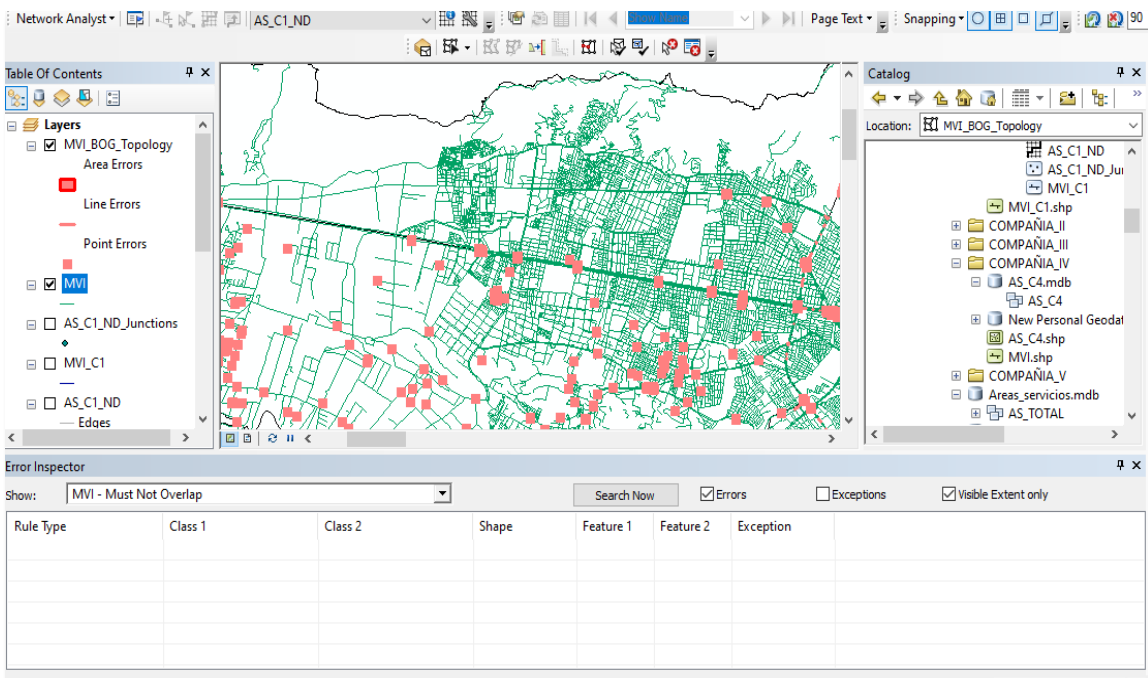 Network Analyst AS_C1_ND Show Name Page Text Snapping 90
Table Of Contents
Layers
MVI_BOG_Topology
Area Errors
Line Errors
Point Errors
MVI
AS_C1_ND_Junctions
MVI_C1
AS_C1_ND
Edges
Catalog
Location: MVI_BOG_Topology
AS_C1_ND
AS_C1_ND_Ju
MVI_C1
MVI_C1.shp
COMPAÑIA_II
COMPAÑIA_III
COMPAÑIA_IV
AS_C4.mdb
AS_C4
New Personal Geodat
AS_C4.shp
MVI.shp
COMPAÑIA_V
Areas_servicios.mdb
AS_TOTAL
Error Inspector
Show: MVI - Must Not Overlap Search Now Errors Exceptions Visible Extent only
Rule Type Class 1 Class 2 Shape Feature 1 Feature 2 Exception